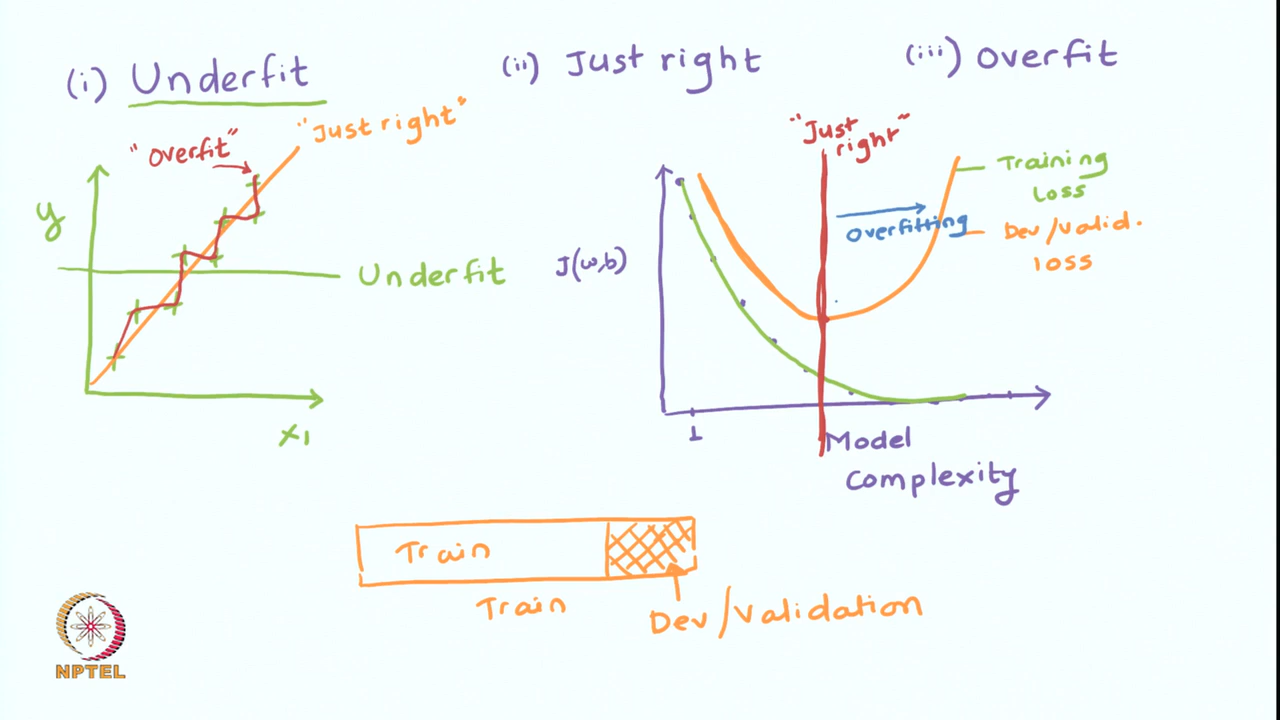 (i) Underfit
(ii) Just right
(iii) Overfit
"Overfit"
"Just right"
y
Underfit
x1
"Just
right"
Training
Loss
Overfitting
Dev/Valid.
loss
J(w,b)
1
Model
Complexity
Train
Train
Dev/Validation
NPTEL